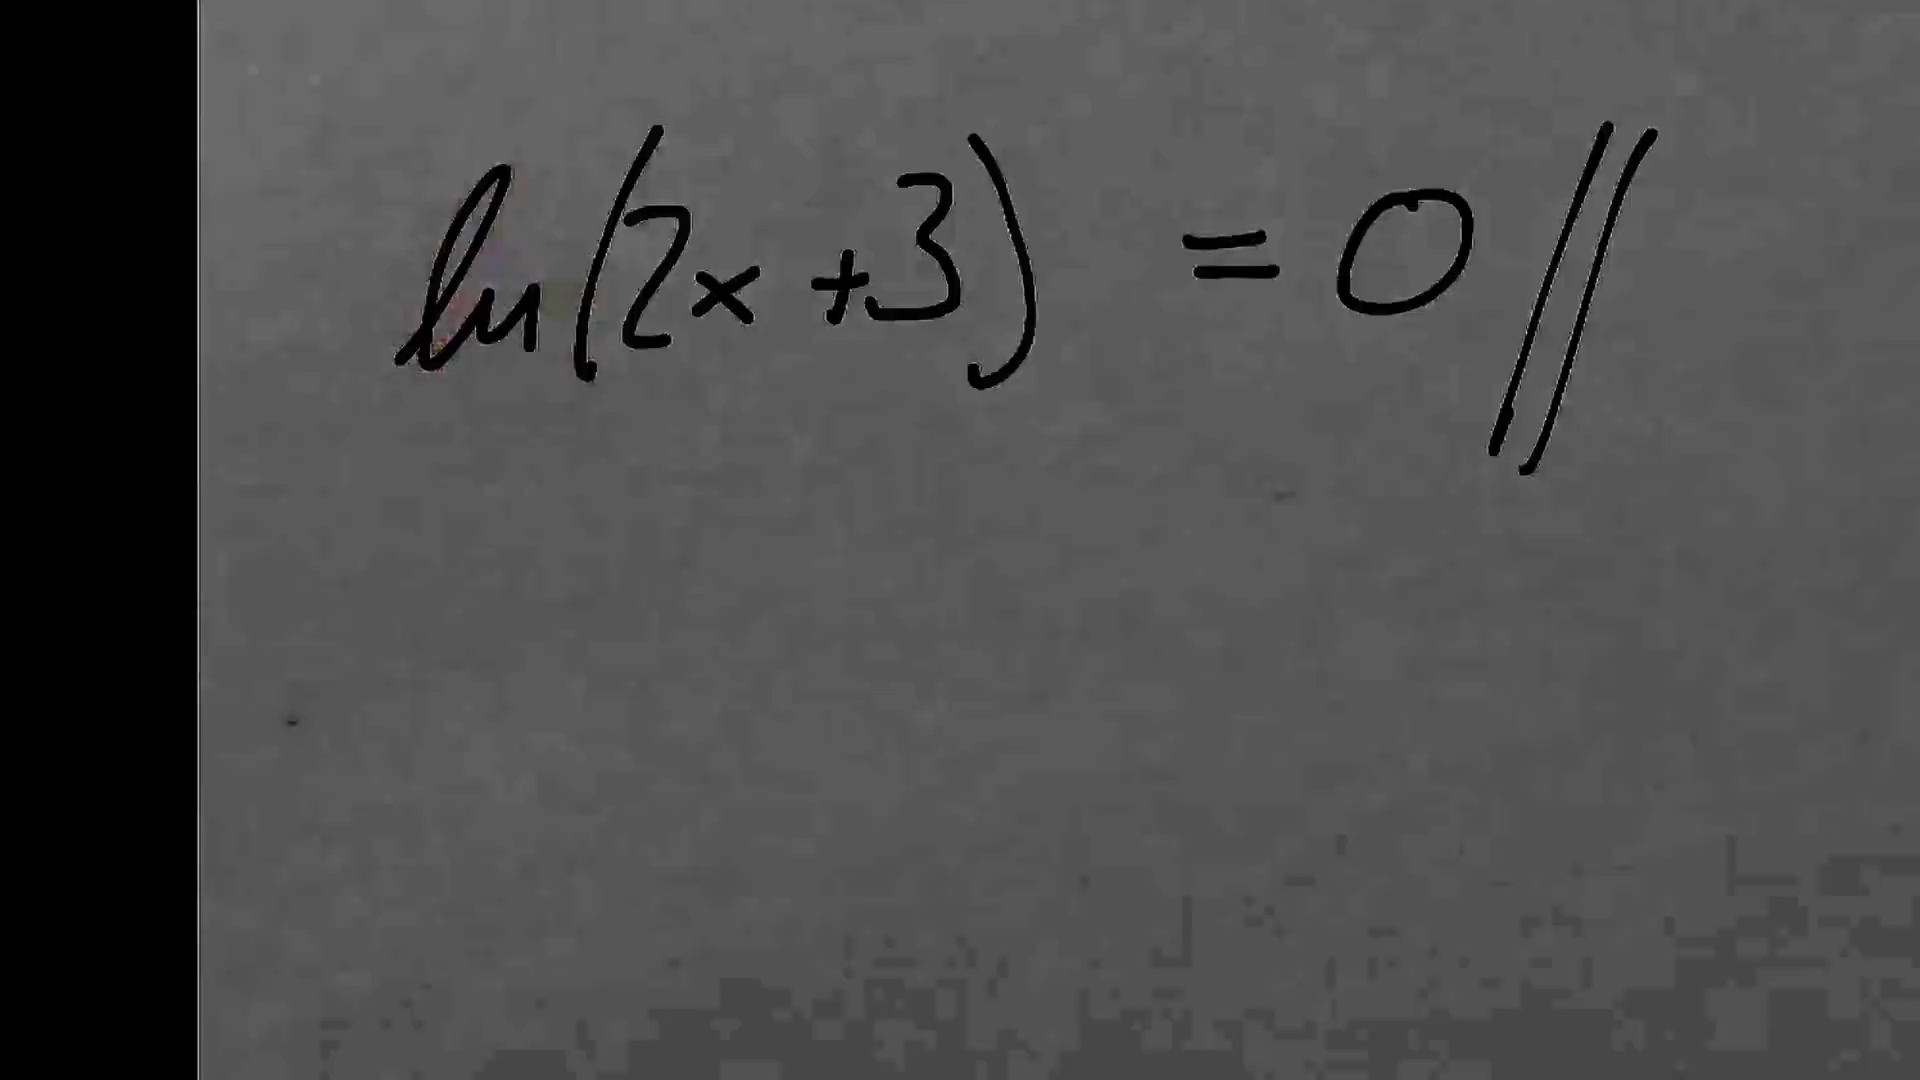 ln(2x+3) = 0 //